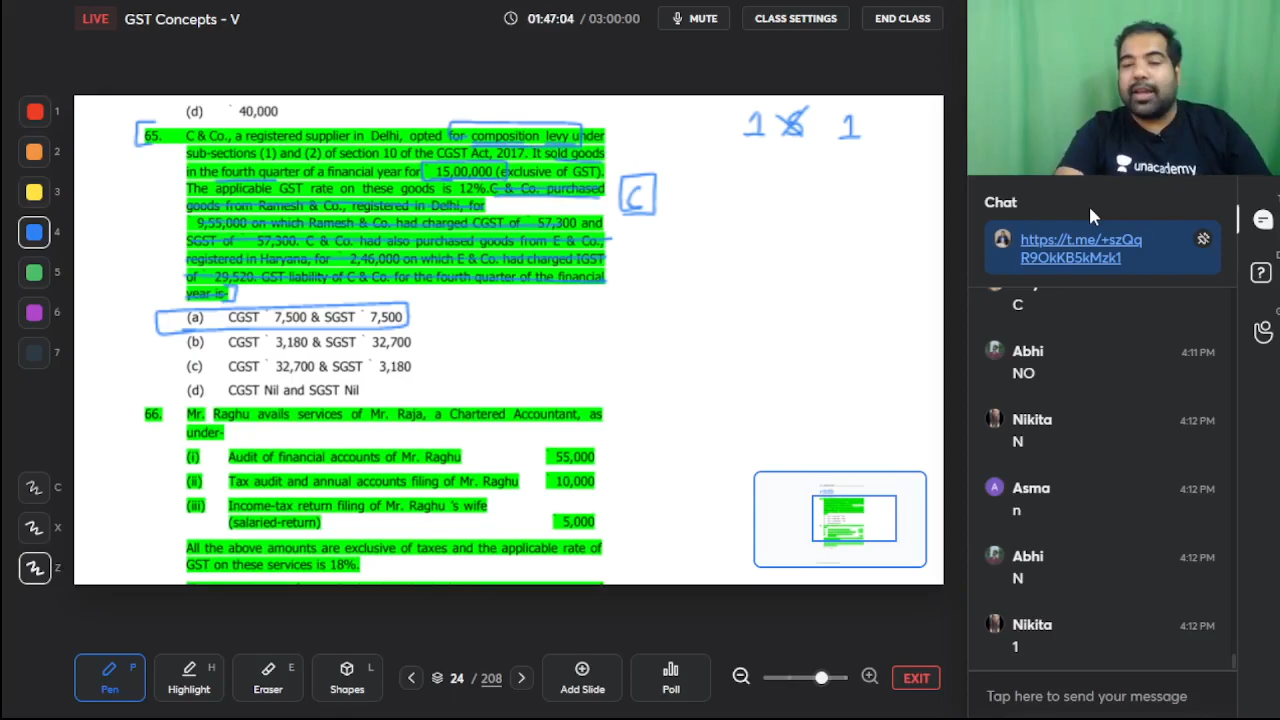 LIVE GST Concepts - V 01:47:04 / 03:00:00 MUTE CLASS SETTINGS END CLASS
1
2
3
4
5
6
7
C
X
Z
(d) ` 40,000
65. C & Co., a registered supplier in Delhi, opted for composition levy under
sub-sections (1) and (2) of section 10 of the CGST Act, 2017. It sold goods
in the fourth quarter of a financial year for ` 15,00,000 (exclusive of GST).
The applicable GST rate on these goods is 12%.C & Co. purchased
goods from Ramesh & Co., registered in Delhi, for
` 9,55,000 on which Ramesh & Co. had charged CGST of ` 57,300 and
SGST of ` 57,300. C & Co. had also purchased goods from E & Co.,
registered in Haryana, for ` 2,46,000 on which E & Co. had charged IGST
of ` 29,520. GST liability of C & Co. for the fourth quarter of the financial
year is-
(a) CGST ` 7,500 & SGST ` 7,500
(b) CGST ` 3,180 & SGST ` 32,700
(c) CGST ` 32,700 & SGST ` 3,180
(d) CGST Nil and SGST Nil
66. Mr. Raghu avails services of Mr. Raja, a Chartered Accountant, as
under-
(i) Audit of financial accounts of Mr. Raghu ` 55,000
(ii) Tax audit and annual accounts filing of Mr. Raghu ` 10,000
(iii) Income-tax return filing of Mr. Raghu 's wife
(salaried-return) ` 5,000
All the above amounts are exclusive of taxes and the applicable rate of
GST on these services is 18%.
1 1
C
unacademy
Chat
https://t.me/+szQq
R9OkKB5kMzk1
C
Abhi 4:11 PM
NO
Nikita 4:12 PM
N
Asma 4:12 PM
A
n
Abhi 4:12 PM
N
Nikita 4:12 PM
1
Tap here to send your message
P H E L
Pen Highlight Eraser Shapes 24 / 208 Add Slide Poll EXIT